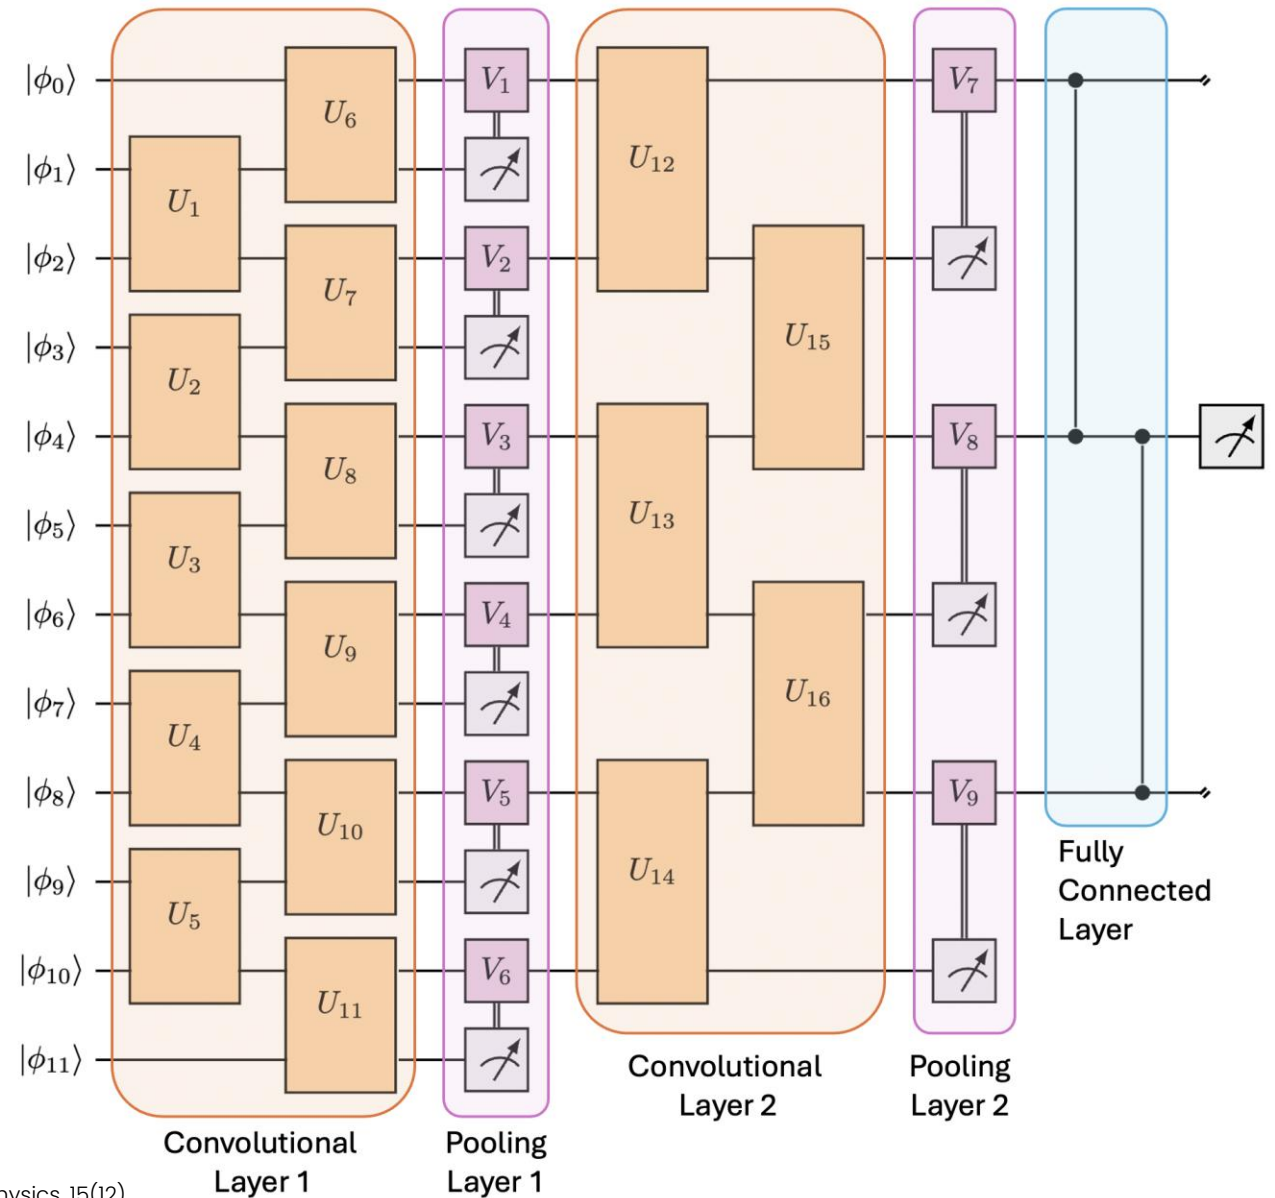 |ϕ₀⟩
|ϕ₁⟩
|ϕ₂⟩
|ϕ₃⟩
|ϕ₄⟩
|ϕ₅⟩
|ϕ₆⟩
|ϕ₇⟩
|ϕ₈⟩
|ϕ₉⟩
|ϕ₁₀⟩
|ϕ₁₁⟩
U₁
U₂
U₃
U₄
U₅
U₆
U₇
U₈
U₉
U₁₀
U₁₁
Convolutional
Layer 1
V₁
V₂
V₃
V₄
V₅
V₆
Pooling
Layer 1
U₁₂
U₁₃
U₁₄
U₁₅
U₁₆
Convolutional
Layer 2
V₇
V₈
V₉
Pooling
Layer 2
Fully
Connected
Layer
15(12)